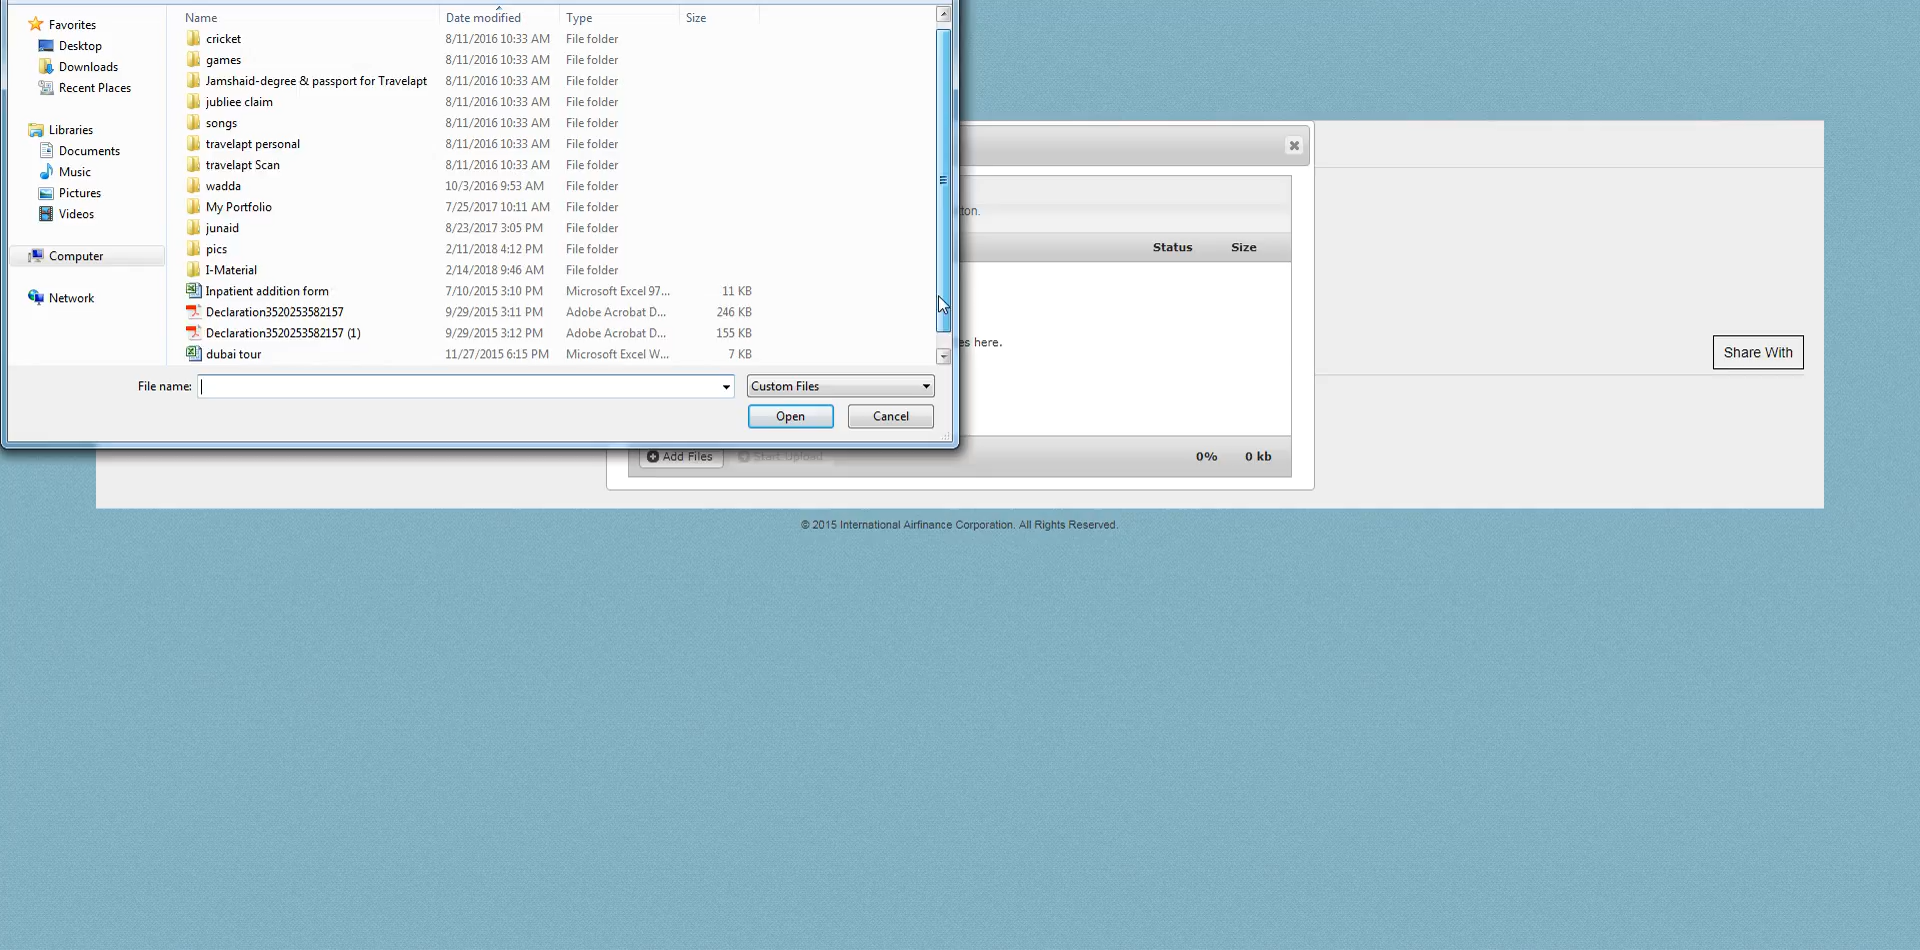 Name Date modified Type Size
Favorites
Desktop
Downloads
Recent Places
Libraries
Documents
Music
Pictures
Videos
Computer
Network
cricket 8/11/2016 10:33 AM File folder
games 8/11/2016 10:33 AM File folder
Jamshaid-degree & passport for Travelapt 8/11/2016 10:33 AM File folder
jubliee claim 8/11/2016 10:33 AM File folder
songs 8/11/2016 10:33 AM File folder
travelapt personal 8/11/2016 10:33 AM File folder
travelapt Scan 8/11/2016 10:33 AM File folder
wadda 10/3/2016 9:53 AM File folder
My Portfolio 7/25/2017 10:11 AM File folder
junaid 8/23/2017 3:05 PM File folder
pics 2/11/2018 4:12 PM File folder
I-Material 2/14/2018 9:46 AM File folder
Inpatient addition form 7/10/2015 3:10 PM Microsoft Excel 97... 11 KB
Declaration3520253582157 9/29/2015 3:11 PM Adobe Acrobat D... 246 KB
Declaration3520253582157 (1) 9/29/2015 3:12 PM Adobe Acrobat D... 155 KB
dubai tour 11/27/2015 6:15 PM Microsoft Excel W... 7 KB
File name: Custom Files
Open Cancel
ton.
Status Size
es here.
Share With
Add Files Start Upload 0% 0 kb
© 2015 International Airfinance Corporation. All Rights Reserved.